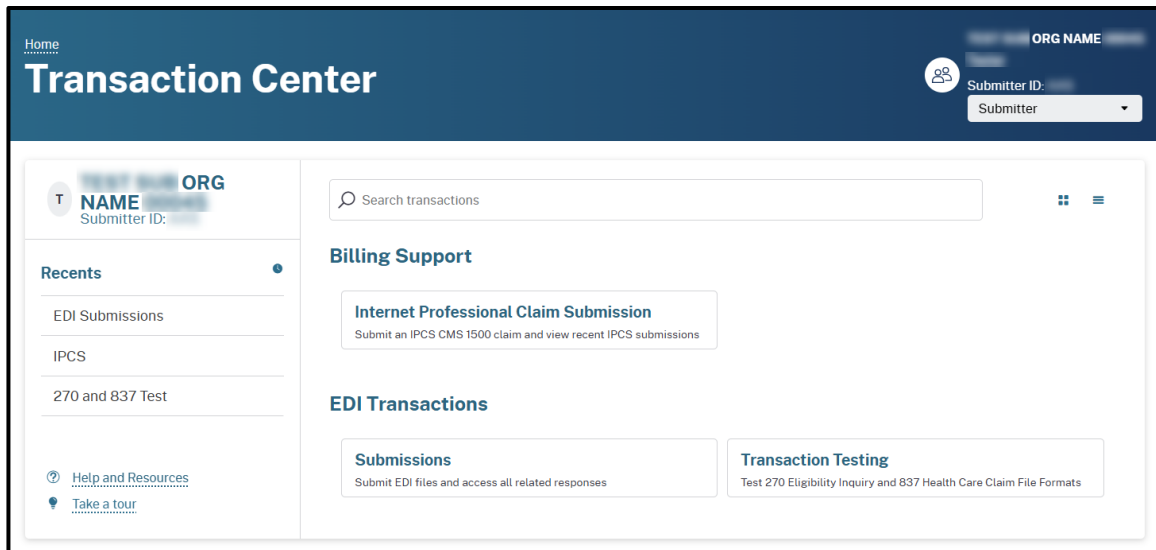 Home
Transaction Center
ORG NAME
Submitter ID:
Submitter
T
ORG
NAME
Submitter ID:
Recents
EDI Submissions
IPCS
270 and 837 Test
Help and Resources
Take a tour
Search transactions
Billing Support
Internet Professional Claim Submission
Submit an IPCS CMS 1500 claim and view recent IPCS submissions
EDI Transactions
Submissions
Submit EDI files and access all related responses
Transaction Testing
Test 270 Eligibility Inquiry and 837 Health Care Claim File Formats